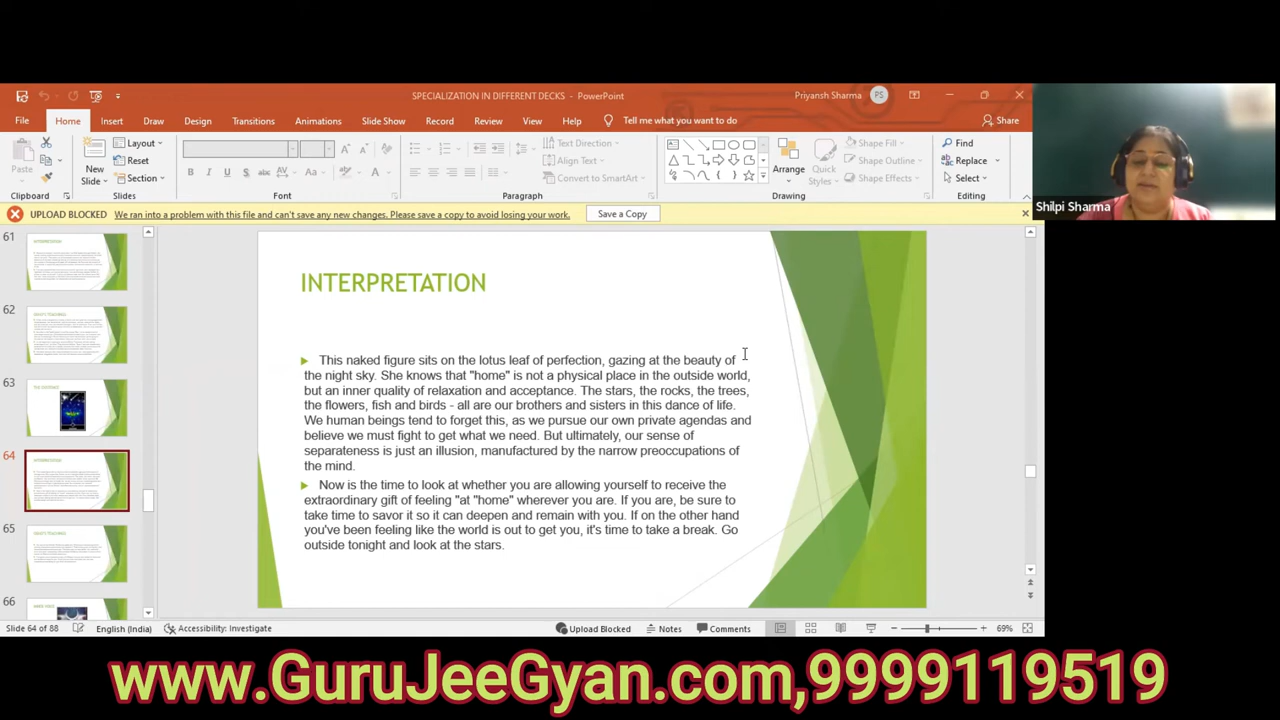 SPECIALIZATION IN DIFFERENT DECKS - PowerPoint
Priyansh Sharma
PS
File
Home
Insert
Draw
Design
Transitions
Animations
Slide Show
Record
Review
View
Help
Tell me what you want to do
Share
Paste
Clipboard
New
Slide
Layout
Reset
Section
Slides
B I U S ab AV
Aa
A
Font
Text Direction
Align Text
Convert to SmartArt
Paragraph
Arrange
Quick
Styles
Shape Fill
Shape Outline
Shape Effects
Drawing
Find
Replace
Select
Editing
UPLOAD BLOCKED We ran into a problem with this file and can't save any new changes. Please save a copy to avoid losing your work. Save a Copy
Shilpi Sharma
61
62
63
64
65
66
INTERPRETATION
This naked figure sits on the lotus leaf of perfection, gazing at the beauty of
the night sky. She knows that "home" is not a physical place in the outside world,
but an inner quality of relaxation and acceptance. The stars, the rocks, the trees,
the flowers, fish and birds - all are our brothers and sisters in this dance of life.
We human beings tend to forget this, as we pursue our own private agendas and
believe we must fight to get what we need. But ultimately, our sense of
separateness is just an illusion, manufactured by the narrow preoccupations of
the mind.
Now is the time to look at whether you are allowing yourself to receive the
extraordinary gift of feeling "at "home" wherever you are. If you are, be sure to
take time to savor it so it can deepen and remain with you. If on the other hand
you've been feeling like the world is out to get you, it's time to take a break. Go
outside tonight and look at the stars.
Slide 64 of 88
English (India)
Accessibility: Investigate
Upload Blocked
Notes
Comments
69%
www.GuruJeeGyan.com,9999119519